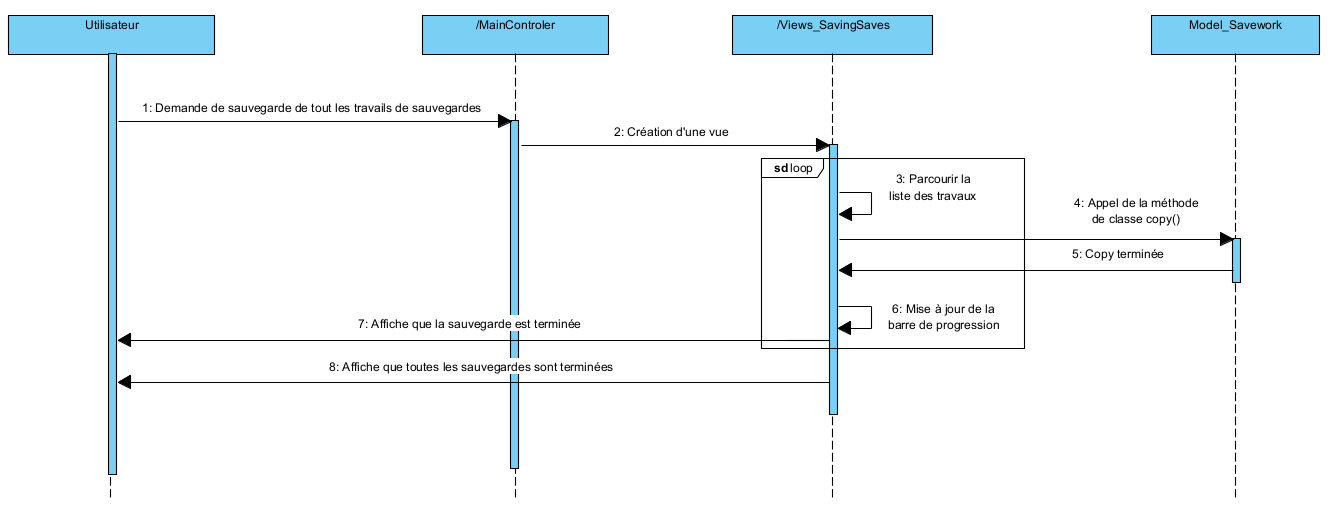 Utilisateur
/MainControler
/Views_SavingSaves
Model_Savework
1: Demande de sauvegarde de tout les travails de sauvegardes
2: Création d'une vue
sd loop
3: Parcourir la
liste des travaux
4: Appel de la méthode
de classe copy()
5: Copy terminée
6: Mise à jour de la
barre de progression
7: Affiche que la sauvegarde est terminée
8: Affiche que toutes les sauvegardes sont terminées